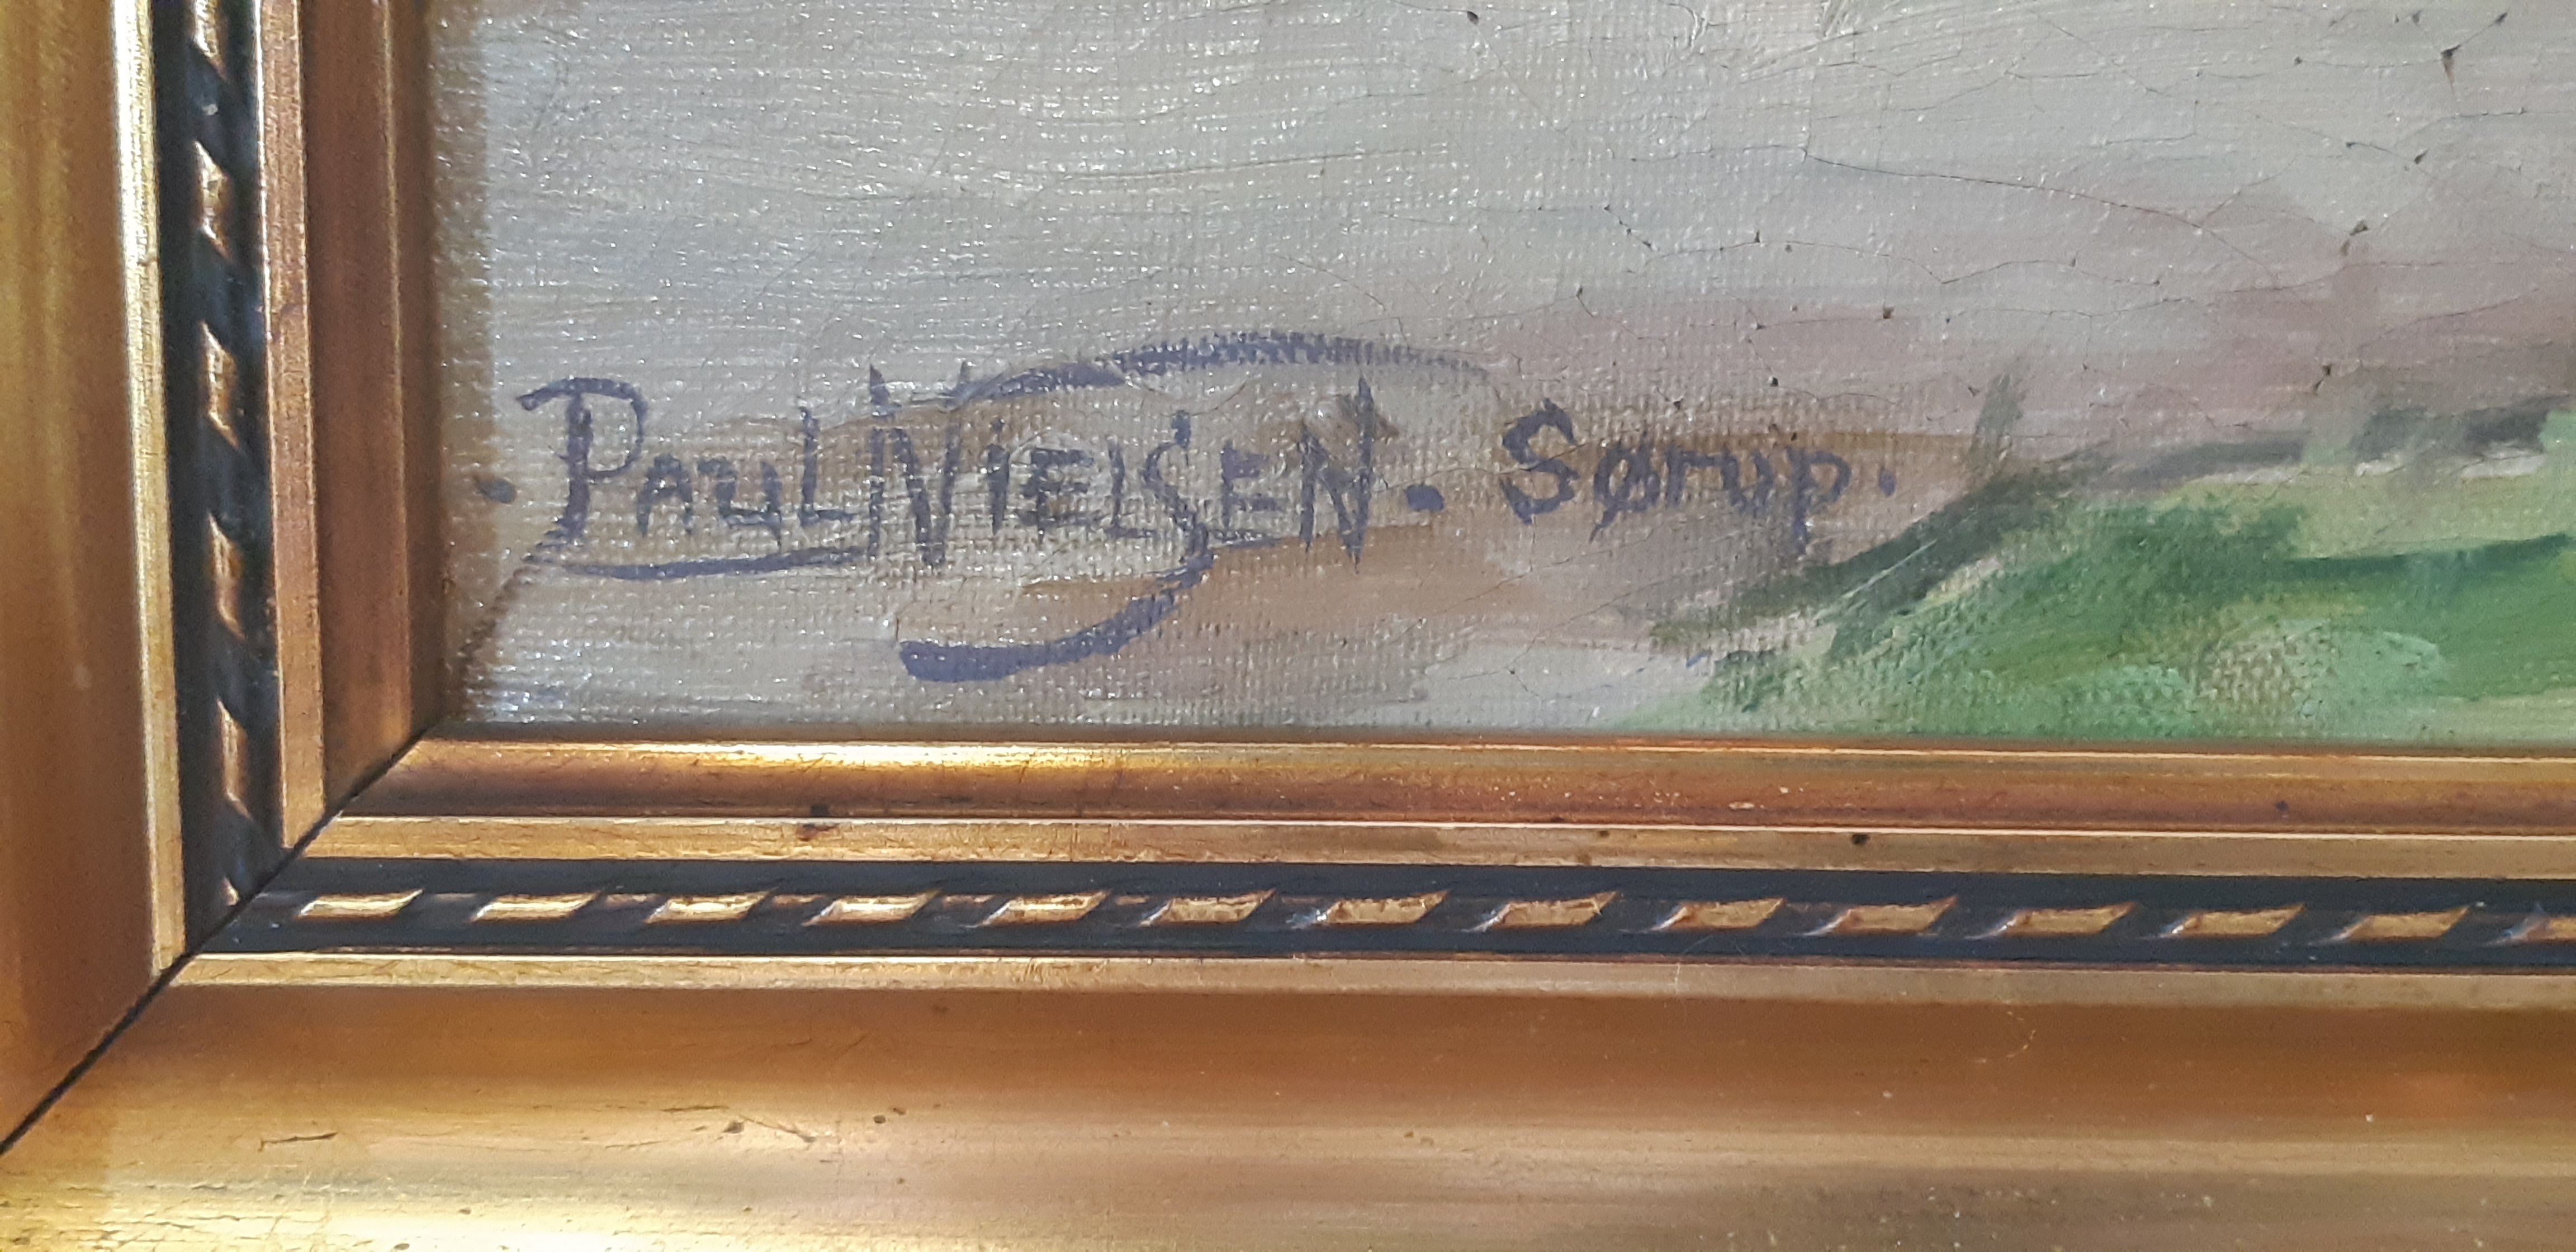 . PAUL NIELSEN. Sørup.